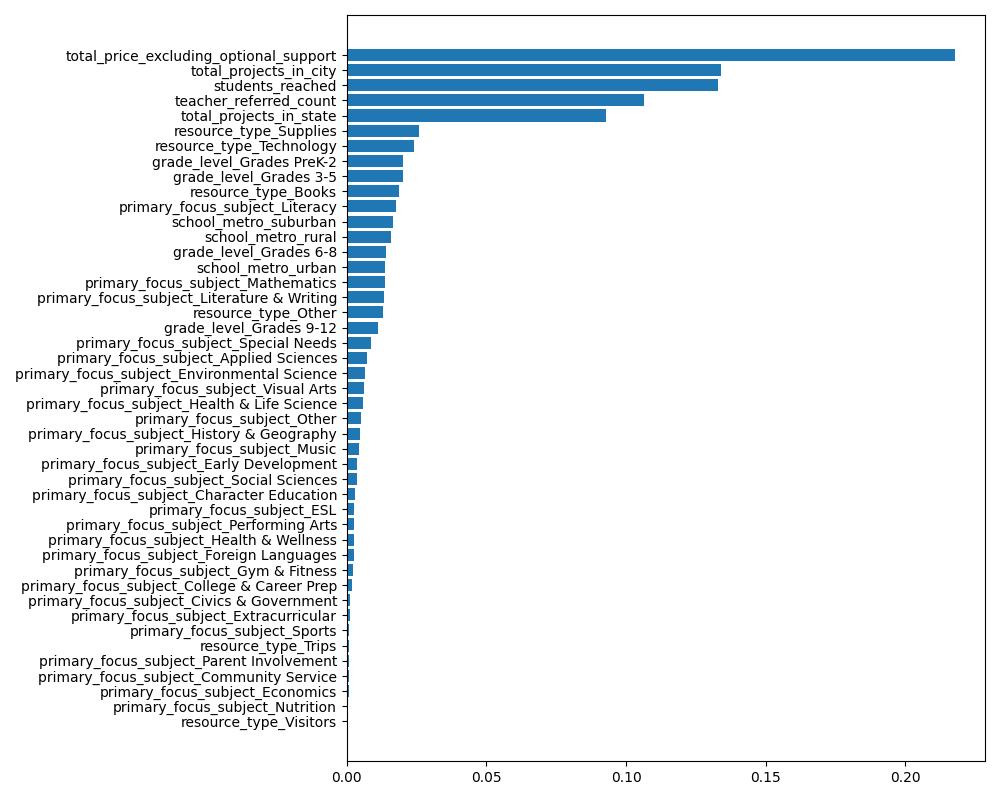 total_price_excluding_optional_support
total_projects_in_city
students_reached
teacher_referred_count
total_projects_in_state
resource_type_Supplies
resource_type_Technology
grade_level_Grades PreK-2
grade_level_Grades 3-5
resource_type_Books
primary_focus_subject_Literacy
school_metro_suburban
school_metro_rural
grade_level_Grades 6-8
school_metro_urban
primary_focus_subject_Mathematics
primary_focus_subject_Literature & Writing
resource_type_Other
grade_level_Grades 9-12
primary_focus_subject_Special Needs
primary_focus_subject_Applied Sciences
primary_focus_subject_Environmental Science
primary_focus_subject_Visual Arts
primary_focus_subject_Health & Life Science
primary_focus_subject_Other
primary_focus_subject_History & Geography
primary_focus_subject_Music
primary_focus_subject_Early Development
primary_focus_subject_Social Sciences
primary_focus_subject_Character Education
primary_focus_subject_ESL
primary_focus_subject_Performing Arts
primary_focus_subject_Health & Wellness
primary_focus_subject_Foreign Languages
primary_focus_subject_Gym & Fitness
primary_focus_subject_College & Career Prep
primary_focus_subject_Civics & Government
primary_focus_subject_Extracurricular
primary_focus_subject_Sports
resource_type_Trips
primary_focus_subject_Parent Involvement
primary_focus_subject_Community Service
primary_focus_subject_Economics
primary_focus_subject_Nutrition
resource_type_Visitors
0.00 0.05 0.10 0.15 0.20